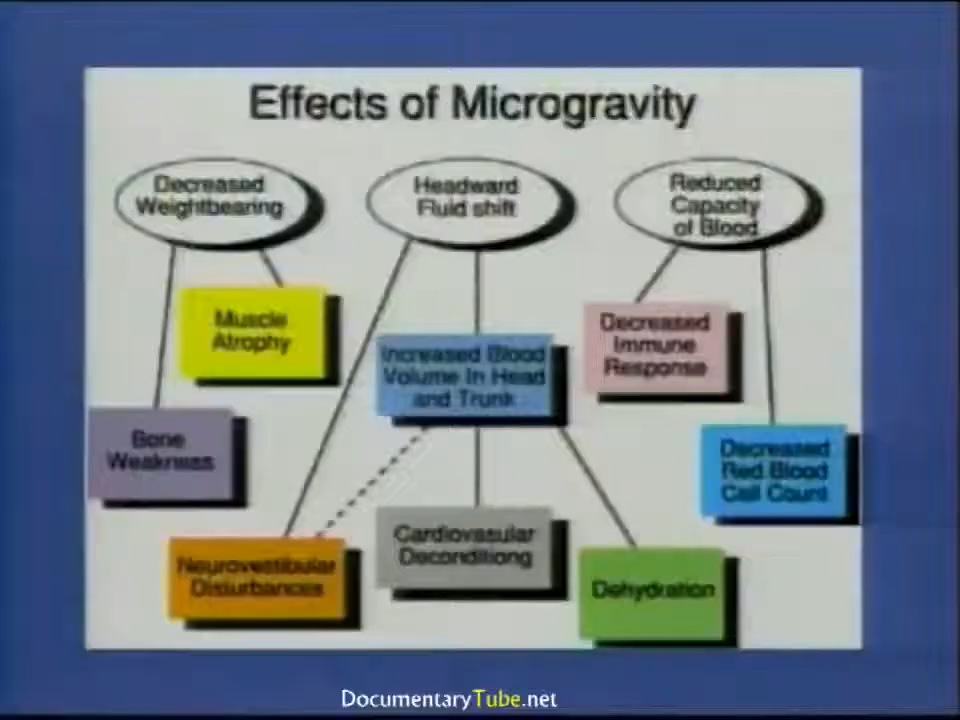 Effects of Microgravity
Decreased
Weightbearing
Headward
Fluid shift
Reduced
Capacity
of Blood
Muscle
Atrophy
Increased Blood
Volume In Head
and Trunk
Decreased
Immune
Response
Bone
Weakness
Decreased
Red Blood
Cell Count
Neurovestibular
Disturbances
Cardiovasular
Deconditiong
Dehydration
DocumentaryTube.net